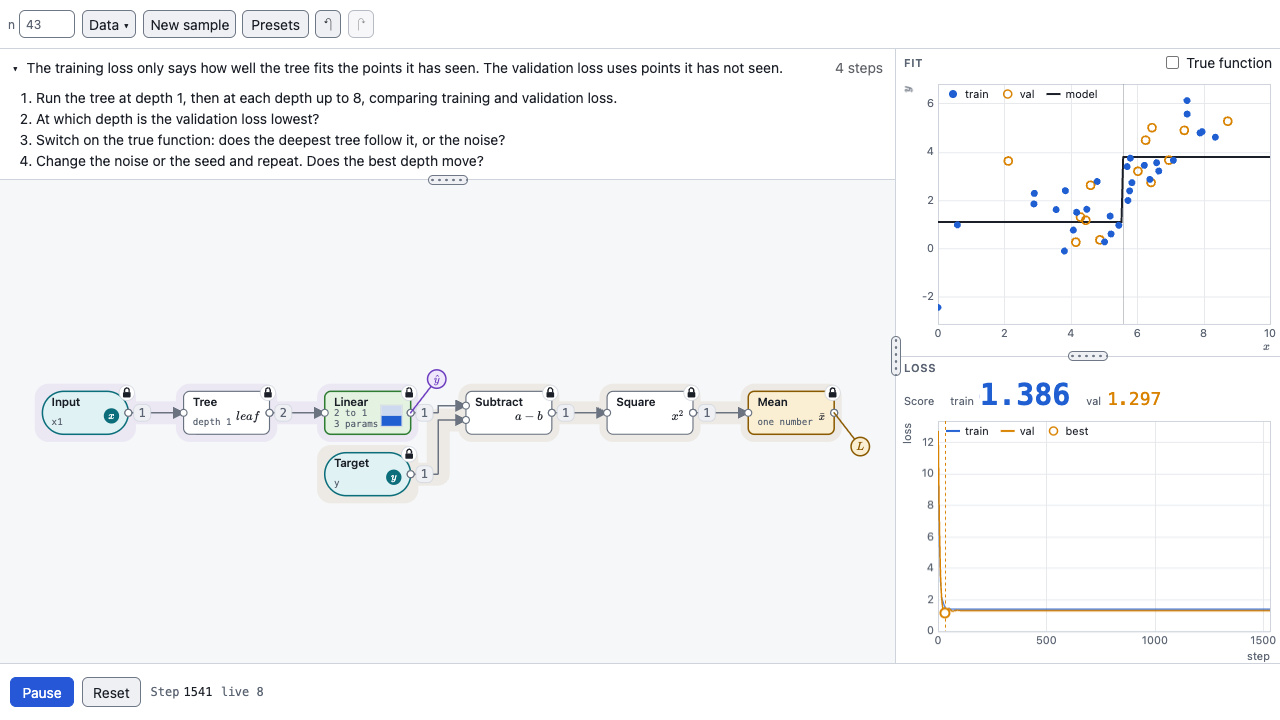 n 43 Data ▾ New sample Presets
▾ The training loss only says how well the tree fits the points it has seen. The validation loss uses points it has not seen. 4 steps
1. Run the tree at depth 1, then at each depth up to 8, comparing training and validation loss.
2. At which depth is the validation loss lowest?
3. Switch on the true function: does the deepest tree follow it, or the noise?
4. Change the noise or the seed and repeat. Does the best depth move?
Input
x1
x
1
Tree
depth 1
leaf
2
Linear
2 to 1
3 params
ŷ
1
Target
y
y
1
Subtract
a − b
1
Square
x²
1
Mean
one number
x̄
L
FIT
True function
train val model
y
6
4
2
0
-2
0 2 4 6 8 10
x
LOSS
Score train 1.386 val 1.297
train val best
loss
12
10
8
6
4
2
0
0 500 1000 1500
step
Pause Reset Step 1541 live 8